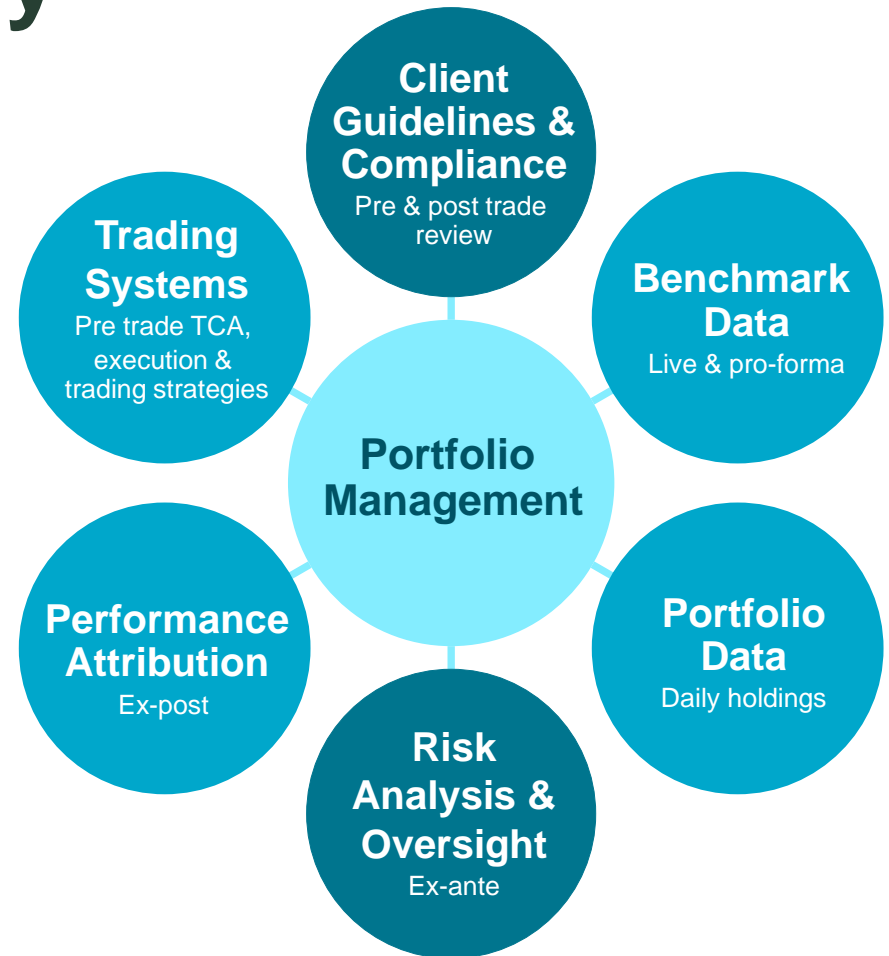 y
Client
Guidelines &
Compliance
Pre & post trade
review
Trading
Systems
Pre trade TCA,
execution &
trading strategies
Benchmark
Data
Live & pro-forma
Portfolio
Management
Performance
Attribution
Ex-post
Portfolio
Data
Daily holdings
Risk
Analysis &
Oversight
Ex-ante